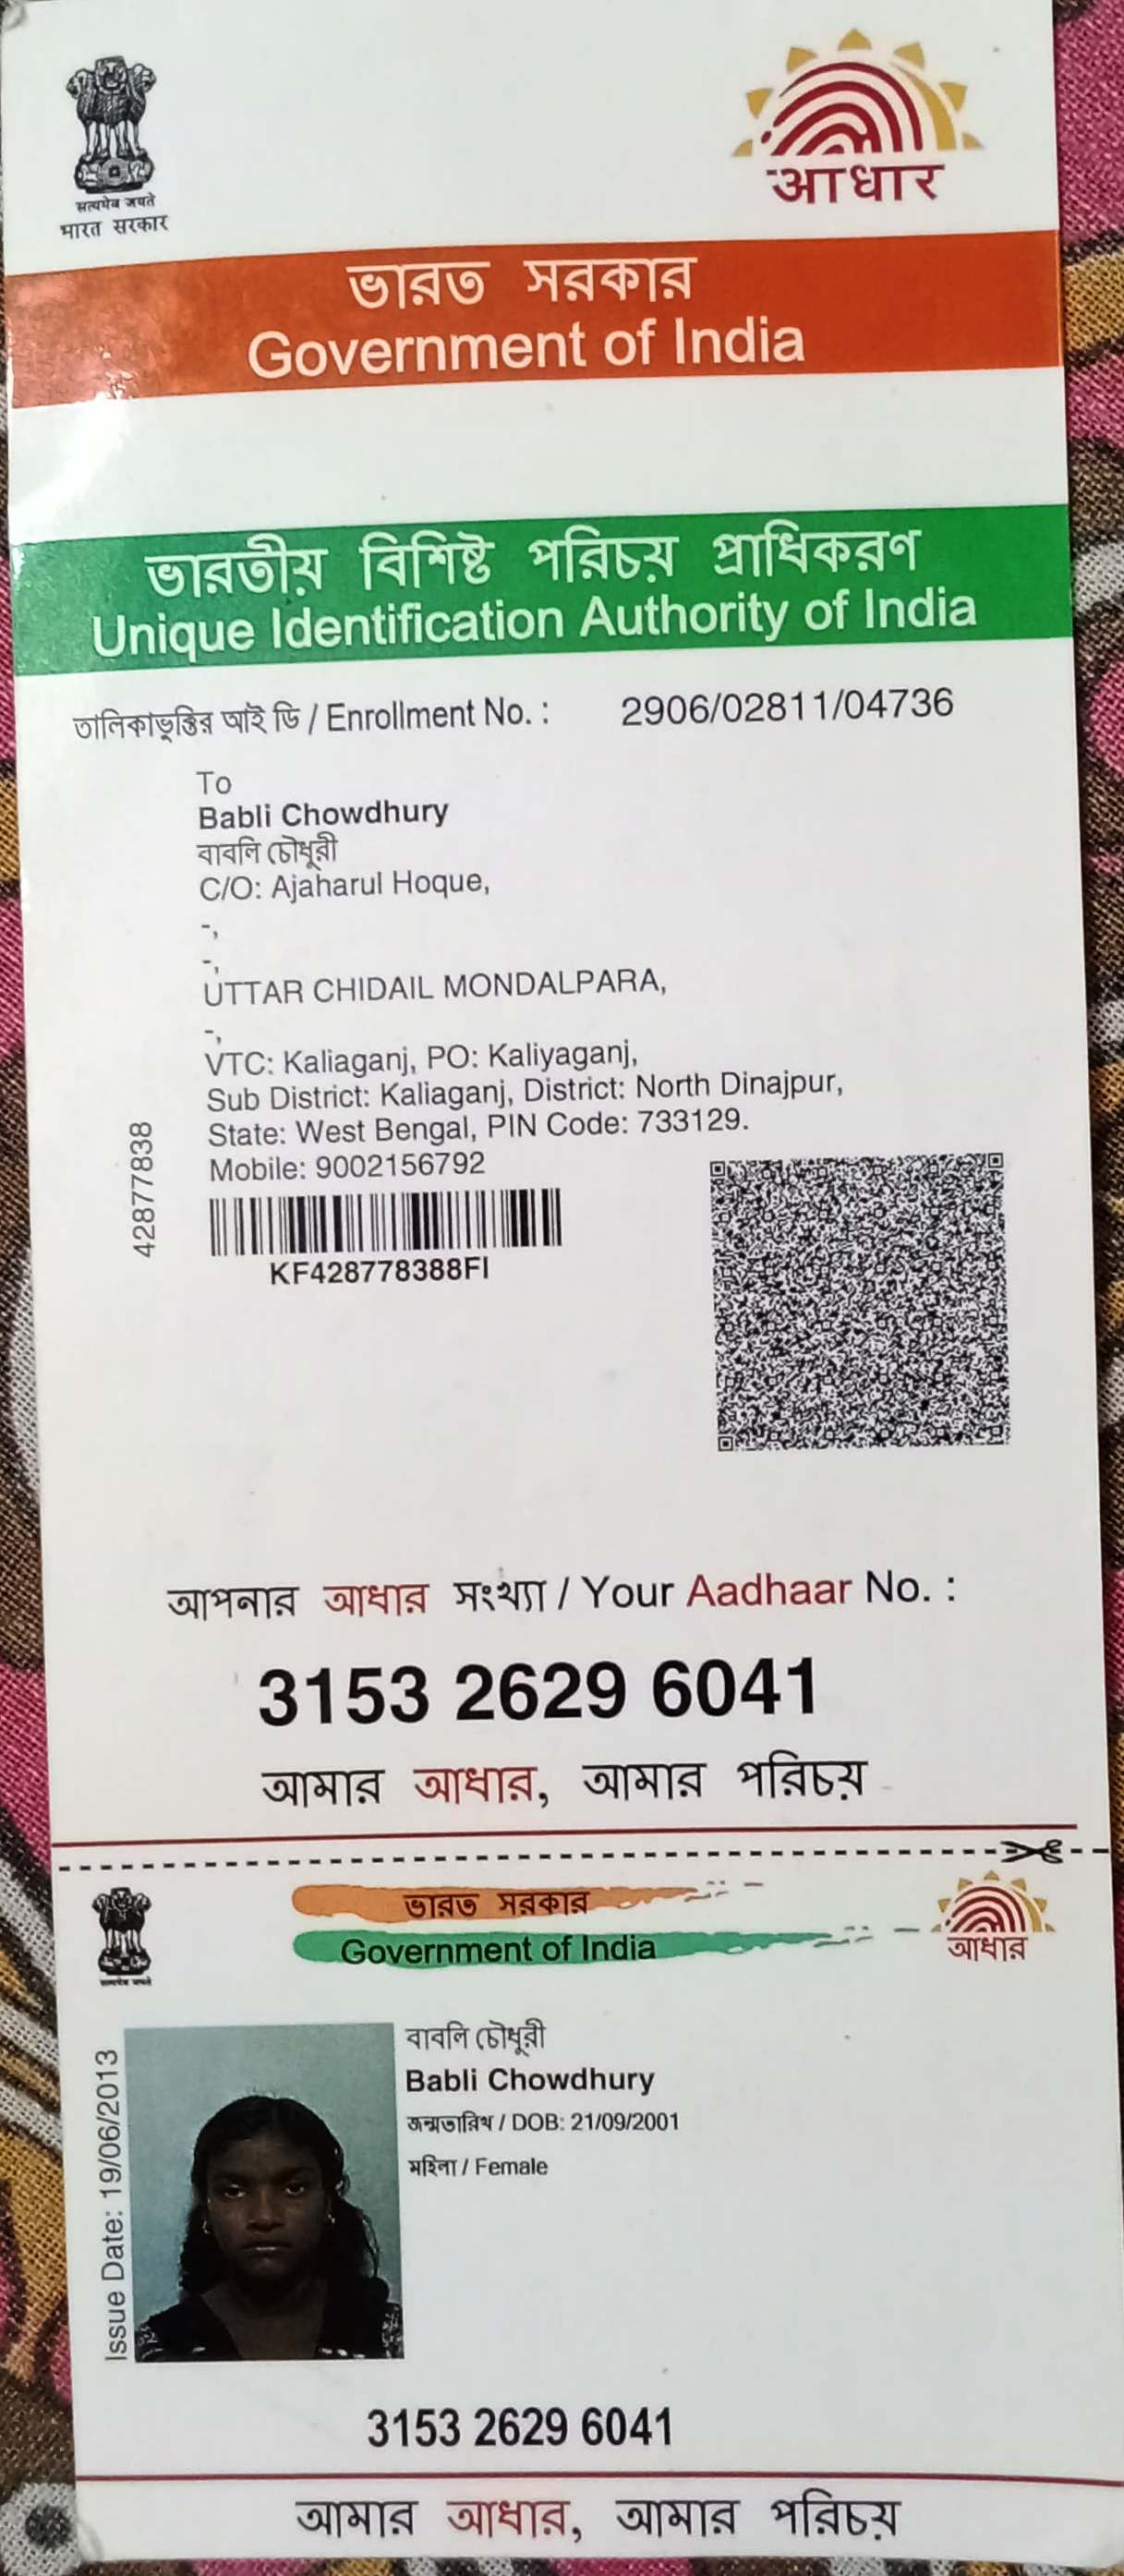 सत्यमेव जयते
भारत सरकार
आधार
ভারত সরকার
Government of India
ভারতীয় বিশিষ্ট পরিচয় প্রাধিকরণ
Unique Identification Authority of India
তালিকাভুক্তির আই ডি / Enrollment No. : 2906/02811/04736
To
Babli Chowdhury
বাবলি চৌধুরী
C/O: Ajaharul Hoque,
-,
-,
UTTAR CHIDAIL MONDALPARA,
-,
VTC: Kaliaganj, PO: Kaliyaganj,
Sub District: Kaliaganj, District: North Dinajpur,
State: West Bengal, PIN Code: 733129.
Mobile: 9002156792
42877838
KF428778388FI
আপনার আধার সংখ্যা / Your Aadhaar No. :
3153 2629 6041
আমার আধার, আমার পরিচয়
ভারত সরকার
Government of India
सत्यमेव जयते
আধার
Issue Date: 19/06/2013
বাবলি চৌধুরী
Babli Chowdhury
জন্মতারিখ / DOB: 21/09/2001
মহিলা / Female
3153 2629 6041
আমার আধার, আমার পরিচয়